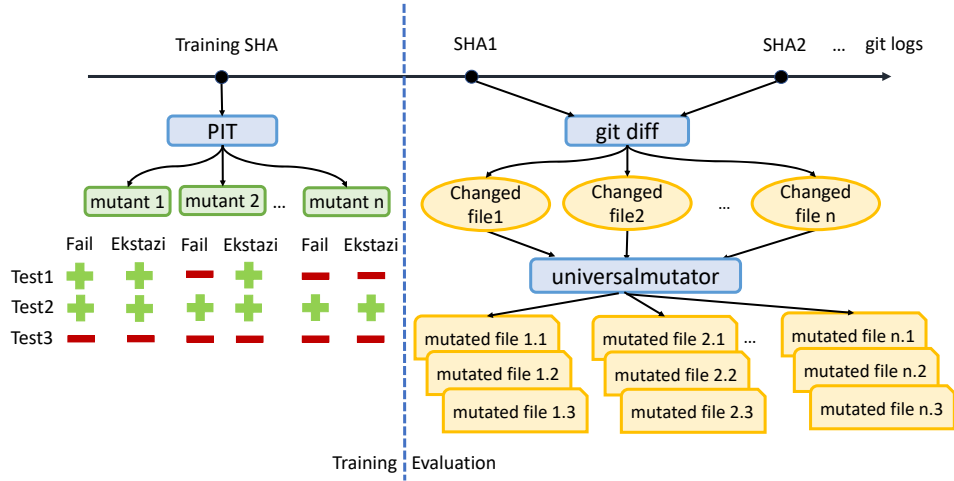 Training SHA
SHA1
SHA2 ... git logs
PIT
git diff
mutant 1
mutant 2
...
mutant n
Changed
file1
Changed
file2
...
Changed
file n
Fail Ekstazi Fail Ekstazi Fail Ekstazi
Test1
Test2
Test3
universalmutator
mutated file 1.1
mutated file 1.2
mutated file 1.3
mutated file 2.1
mutated file 2.2
mutated file 2.3
...
mutated file n.1
mutated file n.2
mutated file n.3
Training
Evaluation